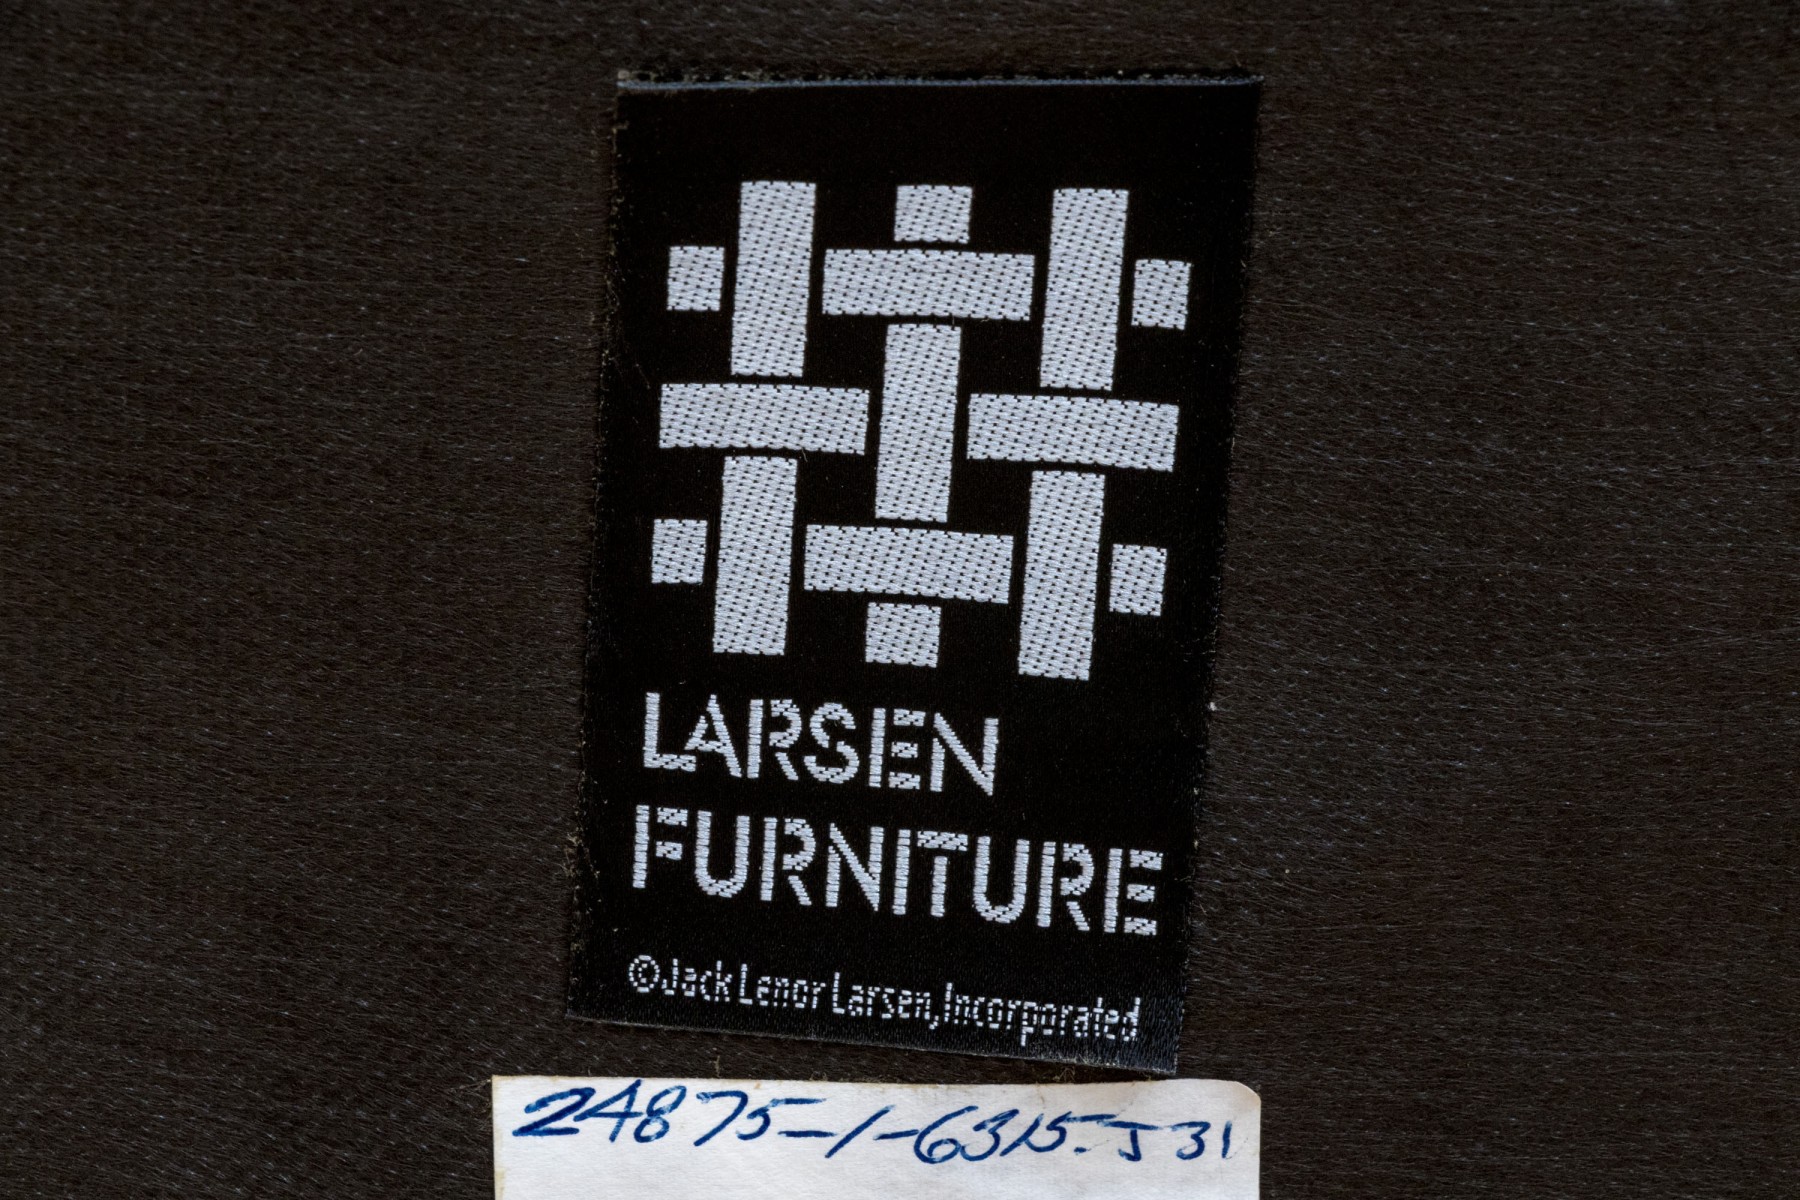 LARSEN
FURNITURE
©Jack Lenor Larsen, Incorporated
24875-1-6315-J31